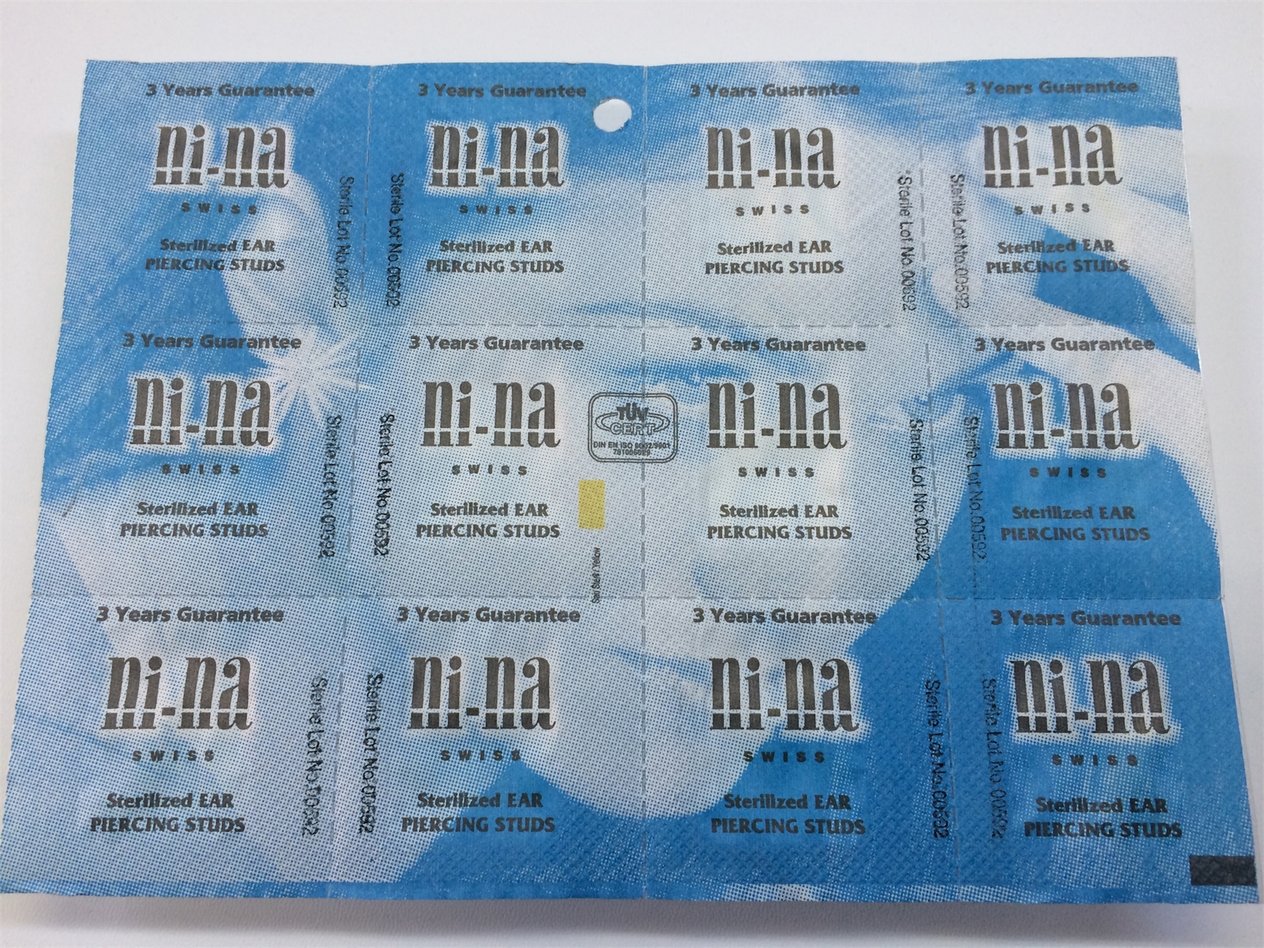 3 Years Guarantee
ni-na
SWISS
Sterilized EAR
PIERCING STUDS
Sterile Lot No.00592
3 Years Guarantee
ni-na
SWISS
Sterilized EAR
PIERCING STUDS
Sterile Lot No.00592
3 Years Guarantee
ni-na
SWISS
Sterilized EAR
PIERCING STUDS
Sterile Lot No.00592
3 Years Guarantee
ni-na
SWISS
Sterilized EAR
PIERCING STUDS
Sterile Lot No.00592
3 Years Guarantee
ni-na
SWISS
Sterilized EAR
PIERCING STUDS
Sterile Lot No.00592
3 Years Guarantee
ni-na
SWISS
Sterilized EAR
PIERCING STUDS
Sterile Lot No.00592
TÜV
CERT
DIN EN ISO
3 Years Guarantee
ni-na
SWISS
Sterilized EAR
PIERCING STUDS
Sterile Lot No.00592
3 Years Guarantee
ni-na
SWISS
Sterilized EAR
PIERCING STUDS
Sterile Lot No.00592
3 Years Guarantee
ni-na
SWISS
Sterilized EAR
PIERCING STUDS
Sterile Lot No.00592
3 Years Guarantee
ni-na
SWISS
Sterilized EAR
PIERCING STUDS
Sterile Lot No.00592
3 Years Guarantee
ni-na
SWISS
Sterilized EAR
PIERCING STUDS
Sterile Lot No.00592
3 Years Guarantee
ni-na
SWISS
Sterilized EAR
PIERCING STUDS
Sterile Lot No.00592